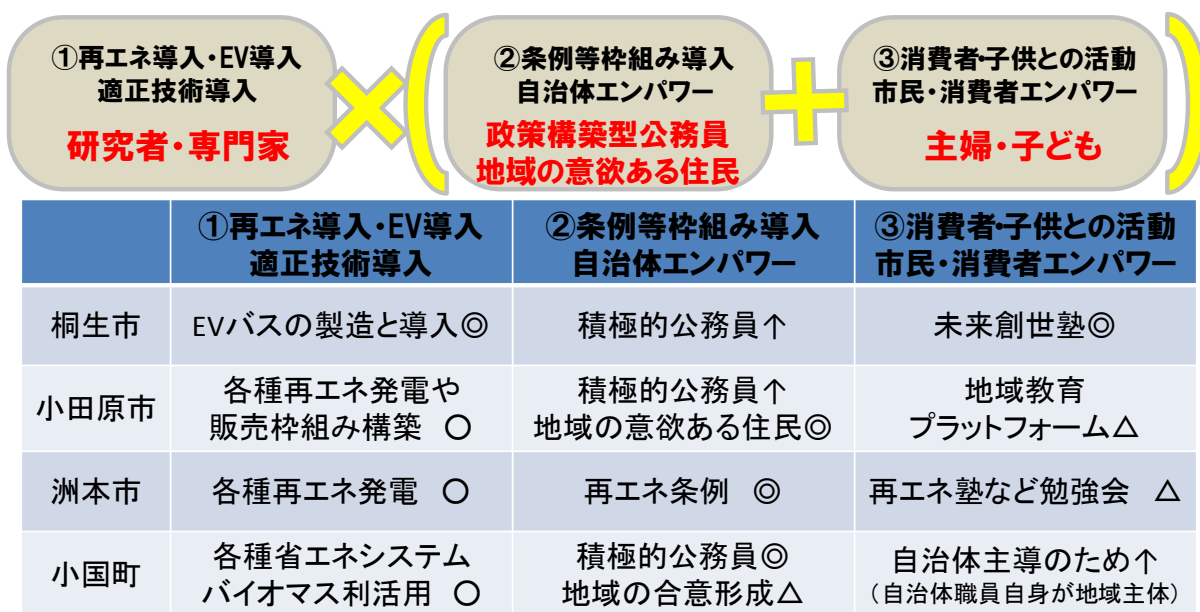 ①再エネ導入・EV導入
適正技術導入
研究者・専門家
×
(
②条例等枠組み導入
自治体エンパワー
政策構築型公務員
地域の意欲ある住民
+
③消費者・子供との活動
市民・消費者エンパワー
主婦・子ども
)
①再エネ導入・EV導入
適正技術導入
②条例等枠組み導入
自治体エンパワー
③消費者・子供との活動
市民・消費者エンパワー
桐生市
EVバスの製造と導入◎
積極的公務員↑
未来創世塾◎
小田原市
各種再エネ発電や
販売枠組み構築 〇
積極的公務員↑
地域の意欲ある住民◎
地域教育
プラットフォーム△
洲本市
各種再エネ発電 〇
再エネ条例 ◎
再エネ塾など勉強会 △
小国町
各種省エネシステム
バイオマス利活用 〇
積極的公務員◎
地域の合意形成△
自治体主導のため↑
(自治体職員自身が地域主体)